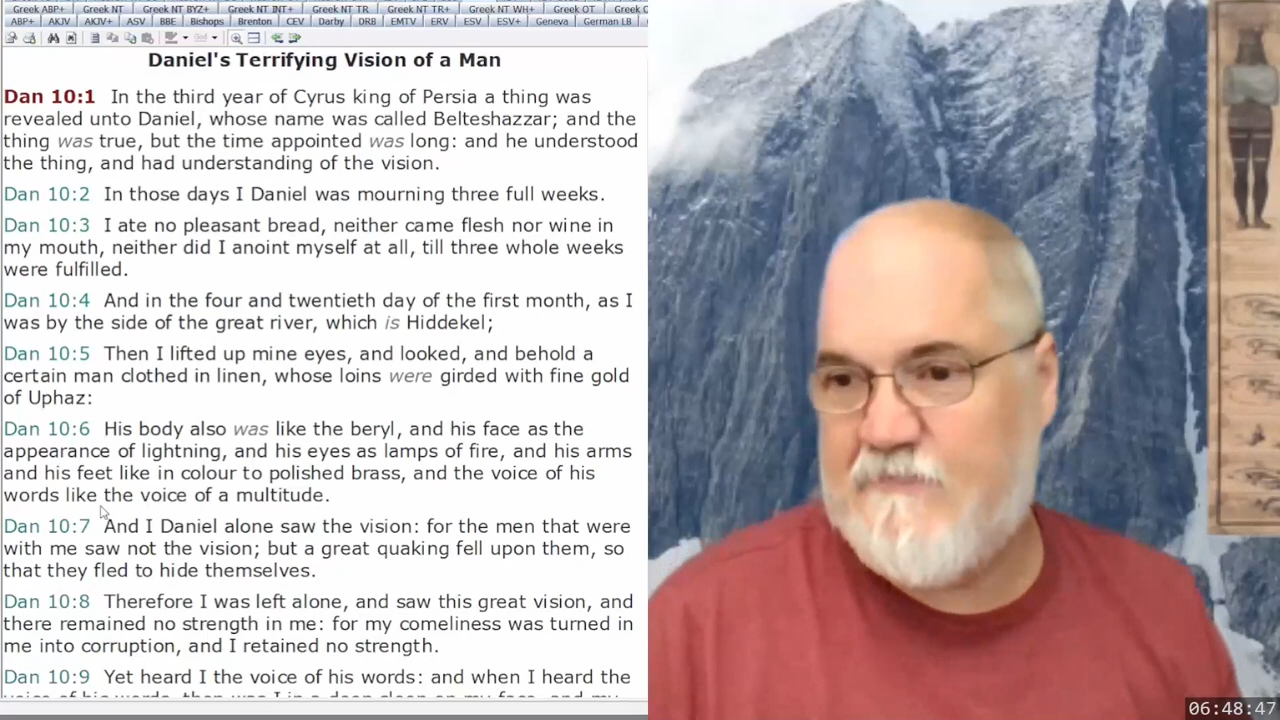 Greek ABP+ Greek NT Greek NT BYZ+ Greek NT INT+ Greek NT TR Greek NT TR+ Greek NT WH+ Greek OT Greek
ABP+ AKJV AKJV+ ASV BBE Bishops Brenton CEV Darby DRB EMTV ERV ESV ESV+ Geneva German LB
Daniel's Terrifying Vision of a Man
Dan 10:1 In the third year of Cyrus king of Persia a thing was
revealed unto Daniel, whose name was called Belteshazzar; and the
thing was true, but the time appointed was long: and he understood
the thing, and had understanding of the vision.
Dan 10:2 In those days I Daniel was mourning three full weeks.
Dan 10:3 I ate no pleasant bread, neither came flesh nor wine in
my mouth, neither did I anoint myself at all, till three whole weeks
were fulfilled.
Dan 10:4 And in the four and twentieth day of the first month, as I
was by the side of the great river, which is Hiddekel;
Dan 10:5 Then I lifted up mine eyes, and looked, and behold a
certain man clothed in linen, whose loins were girded with fine gold
of Uphaz:
Dan 10:6 His body also was like the beryl, and his face as the
appearance of lightning, and his eyes as lamps of fire, and his arms
and his feet like in colour to polished brass, and the voice of his
words like the voice of a multitude.
Dan 10:7 And I Daniel alone saw the vision: for the men that were
with me saw not the vision; but a great quaking fell upon them, so
that they fled to hide themselves.
Dan 10:8 Therefore I was left alone, and saw this great vision, and
there remained no strength in me: for my comeliness was turned in
me into corruption, and I retained no strength.
Dan 10:9 Yet heard I the voice of his words: and when I heard the
voice of his words, then was I in a deep sleep on my face, and my
06:48:47